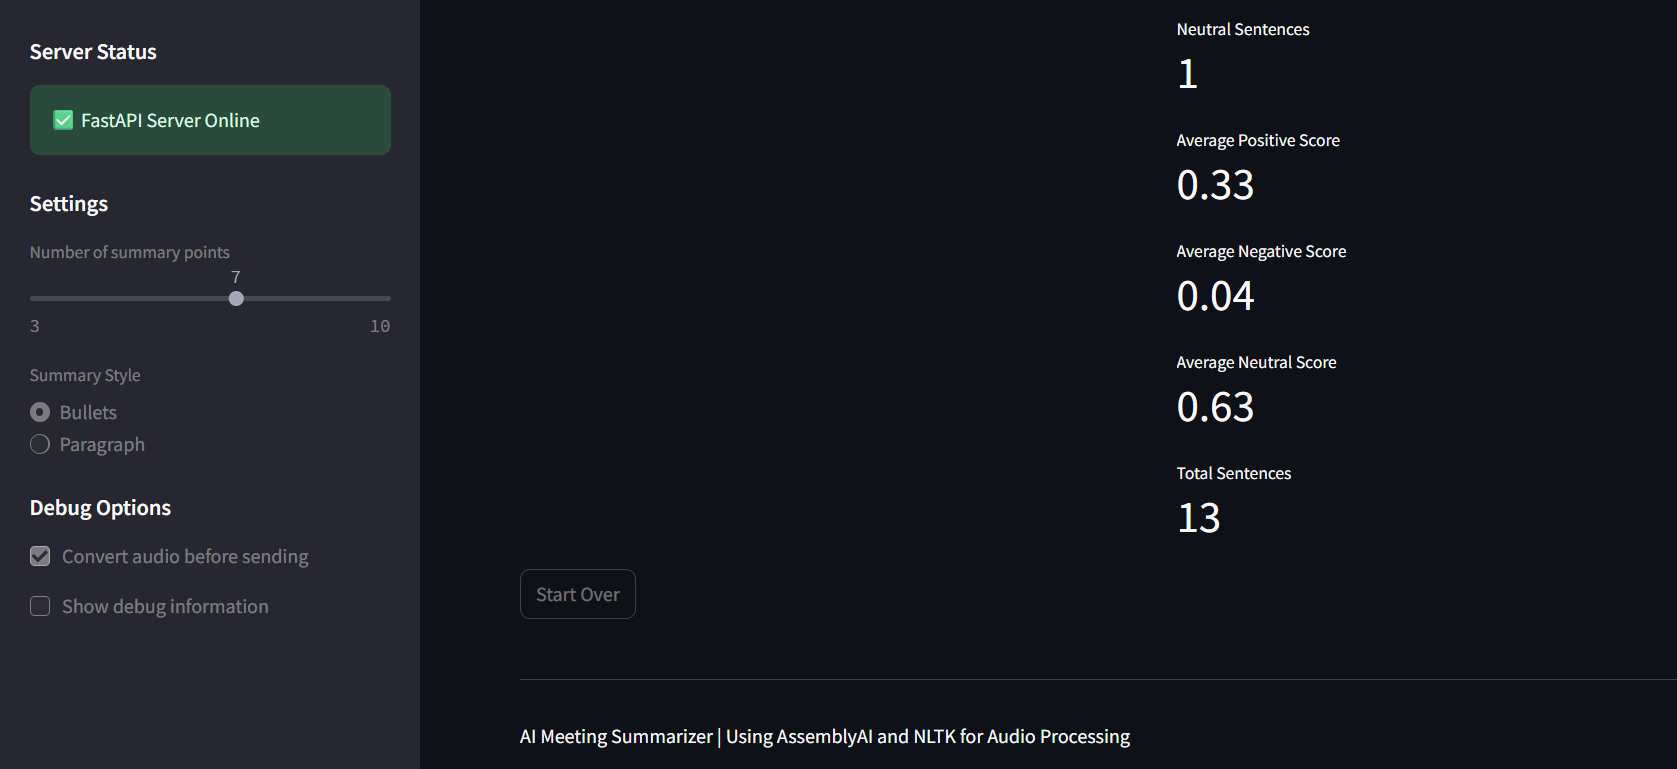 Server Status
✅ FastAPI Server Online
Settings
Number of summary points
7
3 10
Summary Style
Bullets
Paragraph
Debug Options
Convert audio before sending
Show debug information
Neutral Sentences
1
Average Positive Score
0.33
Average Negative Score
0.04
Average Neutral Score
0.63
Total Sentences
13
Start Over
AI Meeting Summarizer | Using AssemblyAI and NLTK for Audio Processing